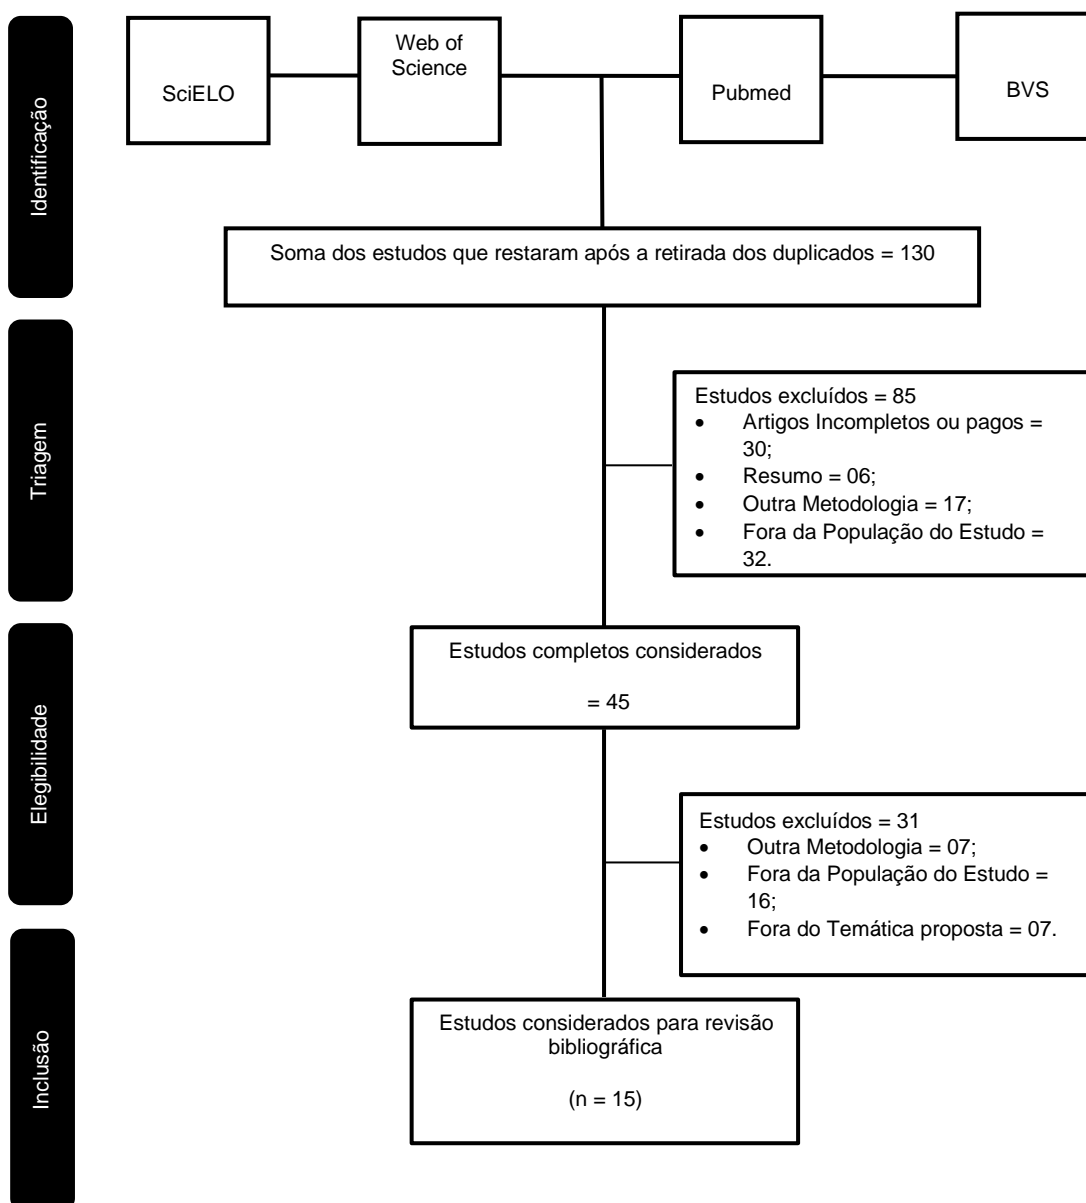 Identificação
SciELO
Web of
Science
Pubmed
BVS
Soma dos estudos que restaram após a retirada dos duplicados = 130
Triagem
Estudos excluídos = 85
• Artigos Incompletos ou pagos =
30;
• Resumo = 06;
• Outra Metodologia = 17;
• Fora da População do Estudo =
32.
Elegibilidade
Estudos completos considerados
= 45
Estudos excluídos = 31
• Outra Metodologia = 07;
• Fora da População do Estudo =
16;
• Fora do Temática proposta = 07.
Inclusão
Estudos considerados para revisão
bibliográfica
(n = 15)